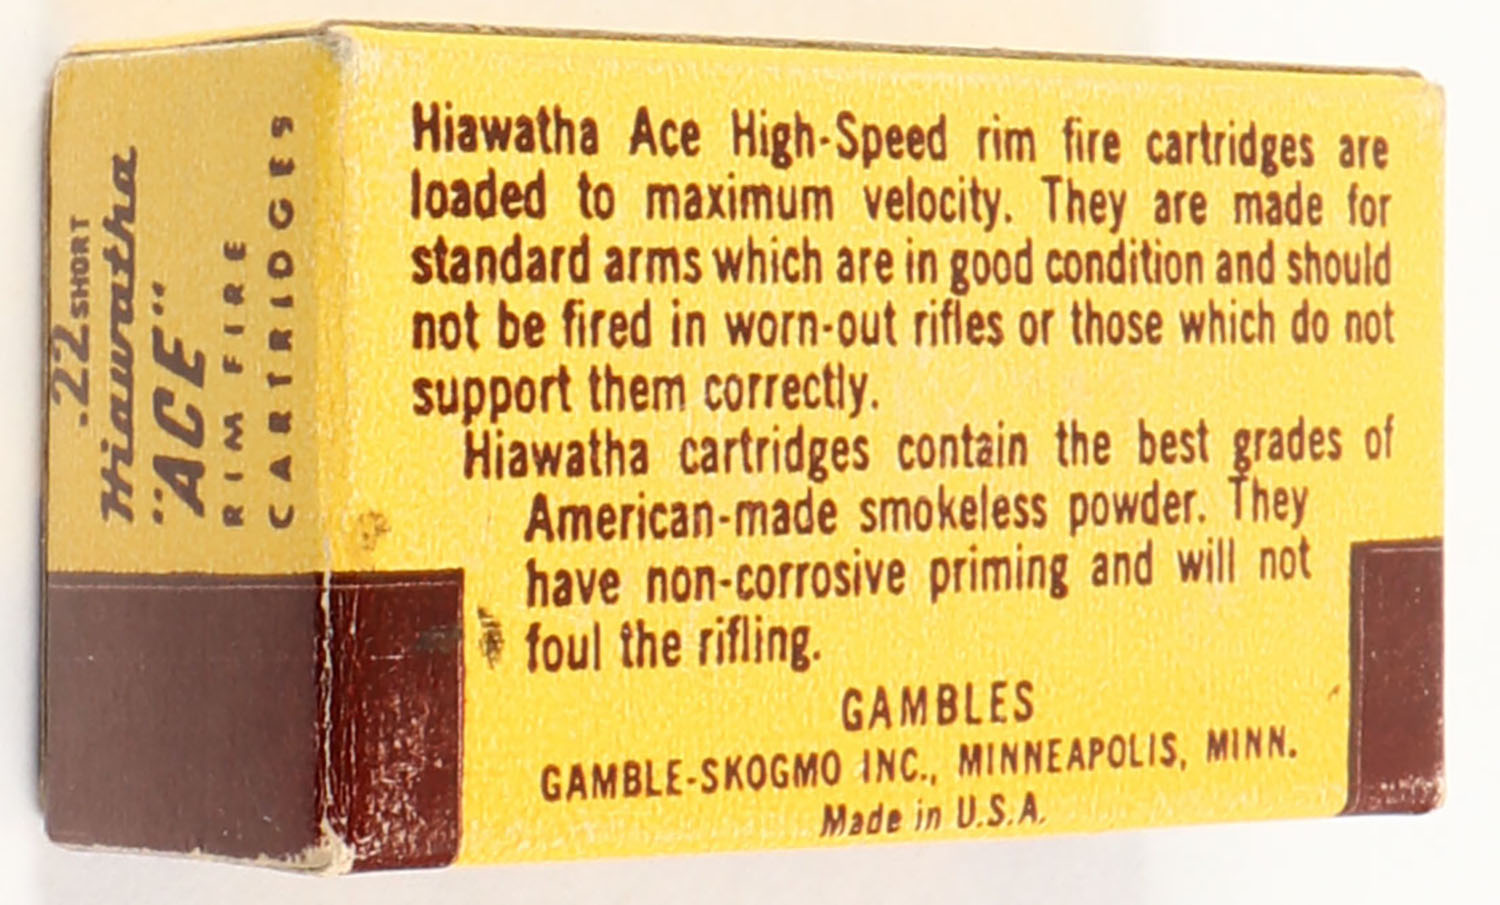 .22 SHORT
Hiawatha
"ACE"
RIM FIRE
CARTRIDGES
Hiawatha Ace High-Speed rim fire cartridges are
loaded to maximum velocity. They are made for
standard arms which are in good condition and should
not be fired in worn-out rifles or those which do not
support them correctly.
Hiawatha cartridges contain the best grades of
American-made smokeless powder. They
have non-corrosive priming and will not
foul the rifling.
GAMBLES
GAMBLE-SKOGMO INC., MINNEAPOLIS, MINN.
Made in U.S.A.